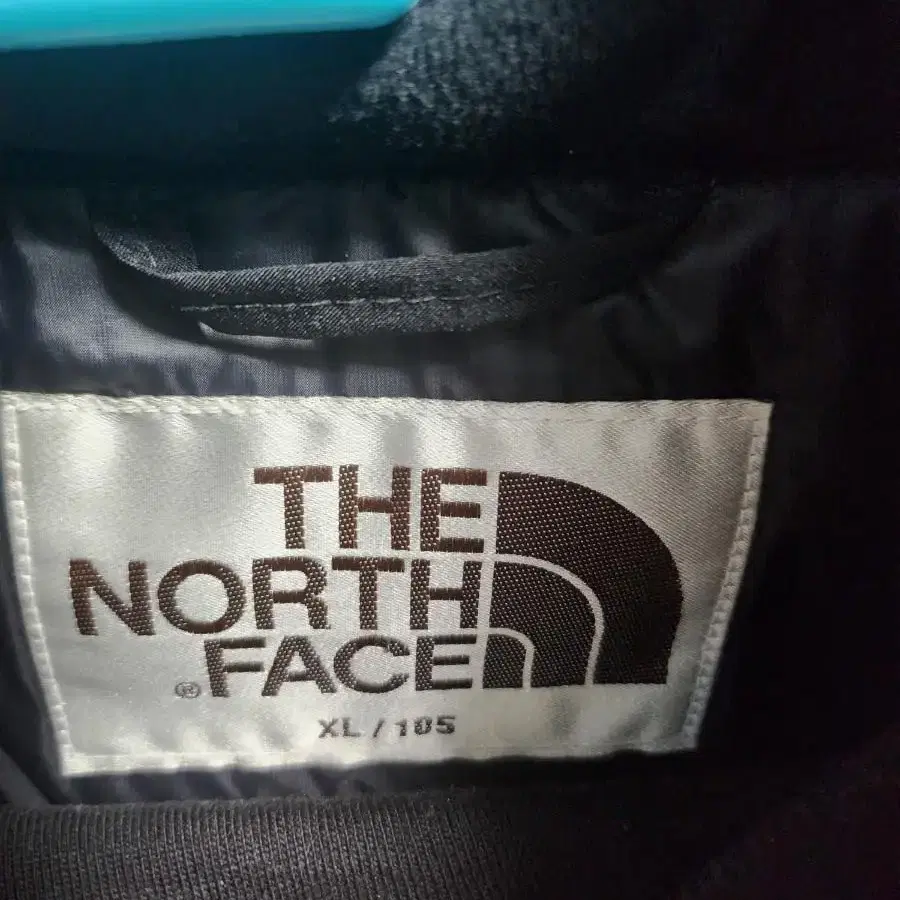 THE
NORTH
® FACE
XL / 105